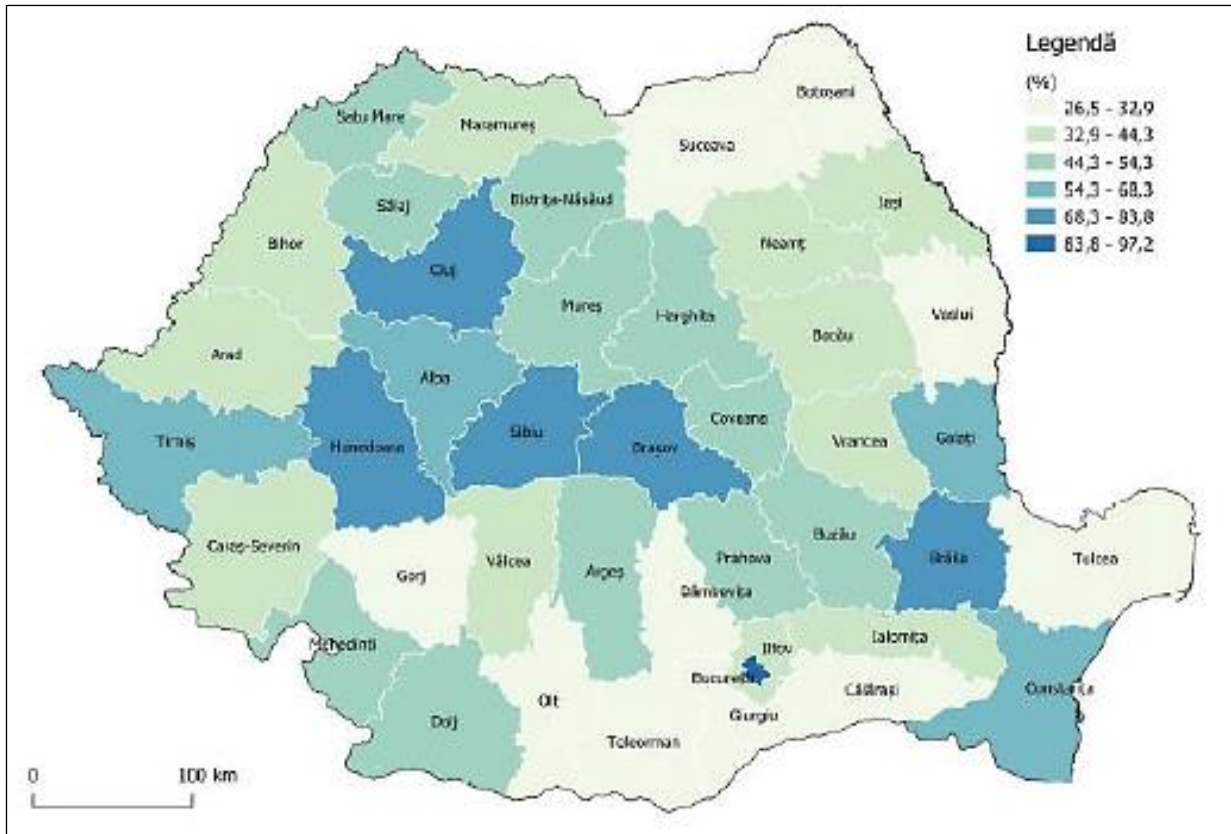 Legendă
(%)
26,5 - 32,9
32,9 - 44,3
44,3 - 54,3
54,3 - 68,3
68,3 - 83,8
83,8 - 97,2
Botoșani
Satu Mare
Maramureș
Suceava
Sălaj
Bistrița-Năsăud
Iași
Bihor
Neamț
Cluj
Mureș
Harghita
Vaslui
Bacău
Arad
Alba
Covasna
Timiș
Hunedoara
Sibiu
Brașov
Vrancea
Galați
Caraș-Severin
Gorj
Vâlcea
Argeș
Prahova
Buzău
Brăila
Tulcea
Dâmbovița
Mehedinți
Ilfov
Ialomița
București
Călărași
Constanța
Olt
Giurgiu
Dolj
Teleorman
0 100 km